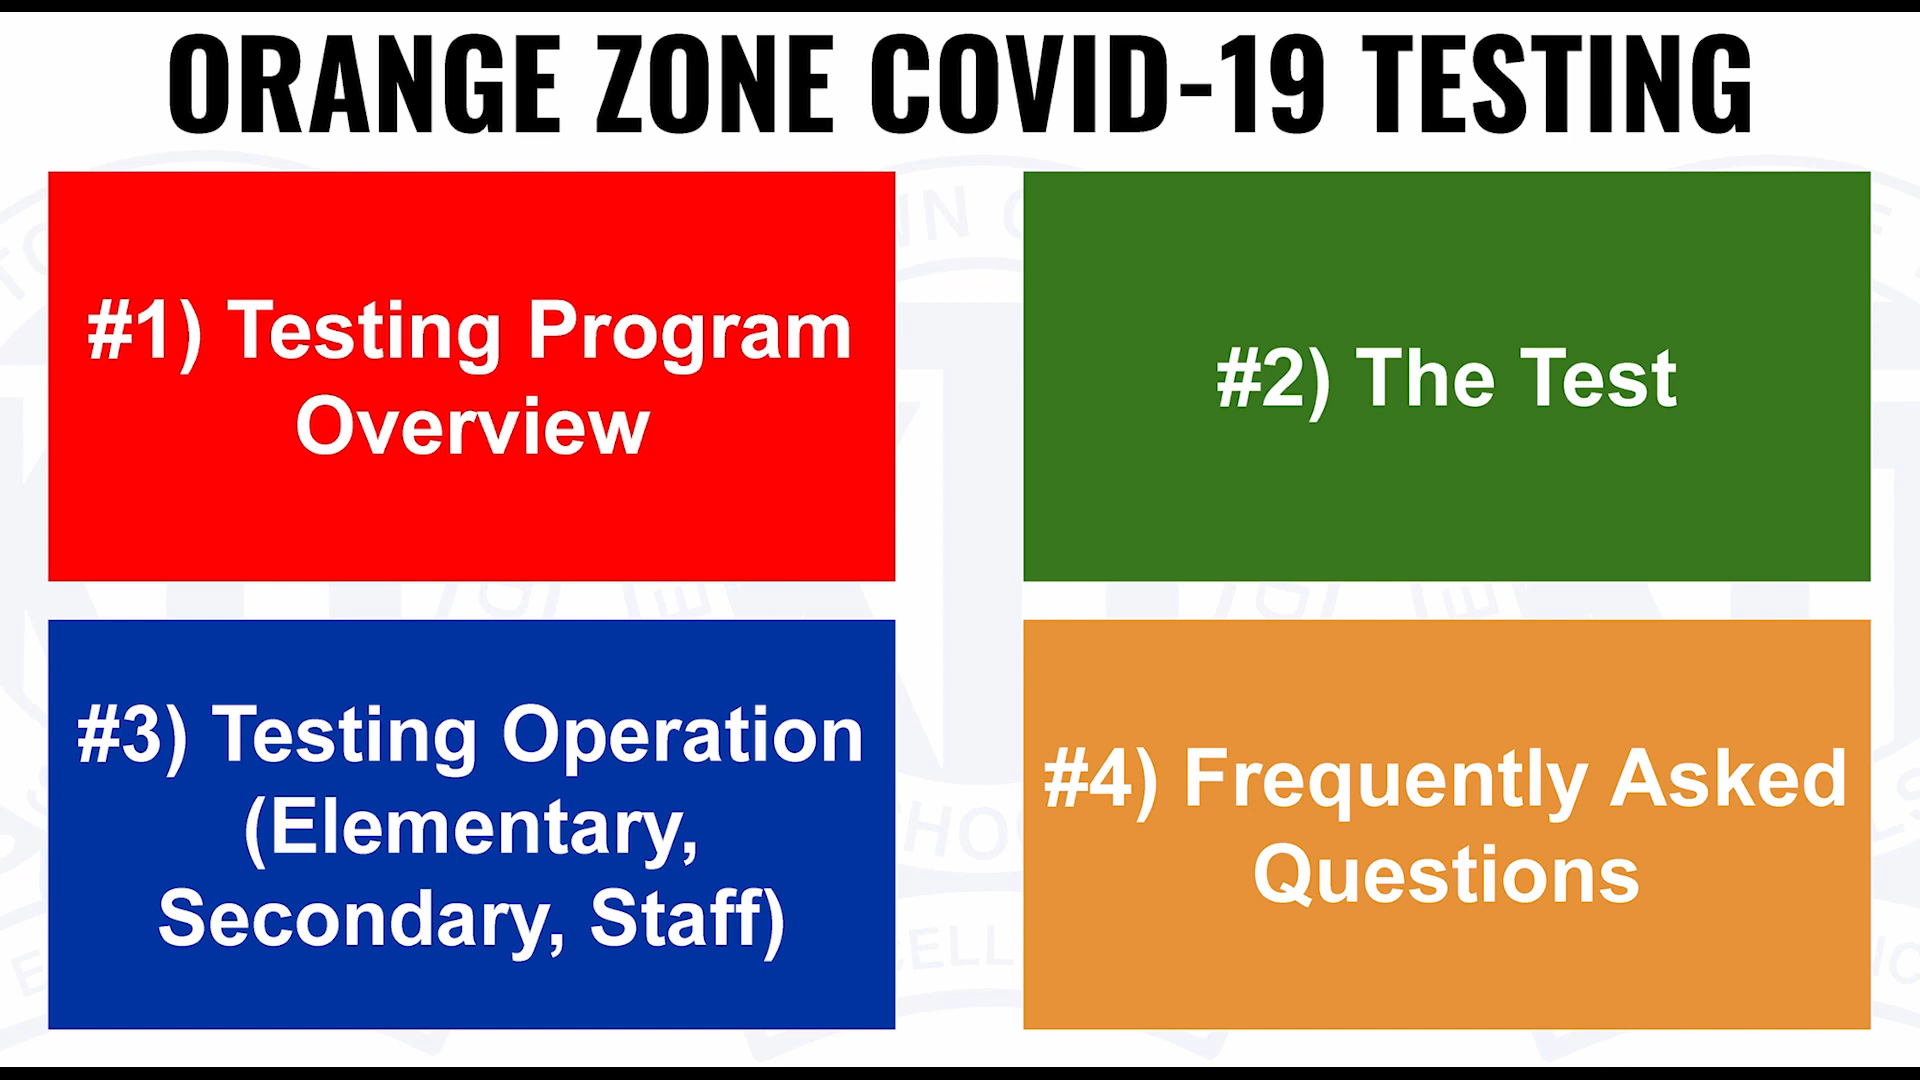 ORANGE ZONE COVID-19 TESTING
#1) Testing Program
Overview
#2) The Test
#3) Testing Operation
(Elementary,
Secondary, Staff)
#4) Frequently Asked
Questions